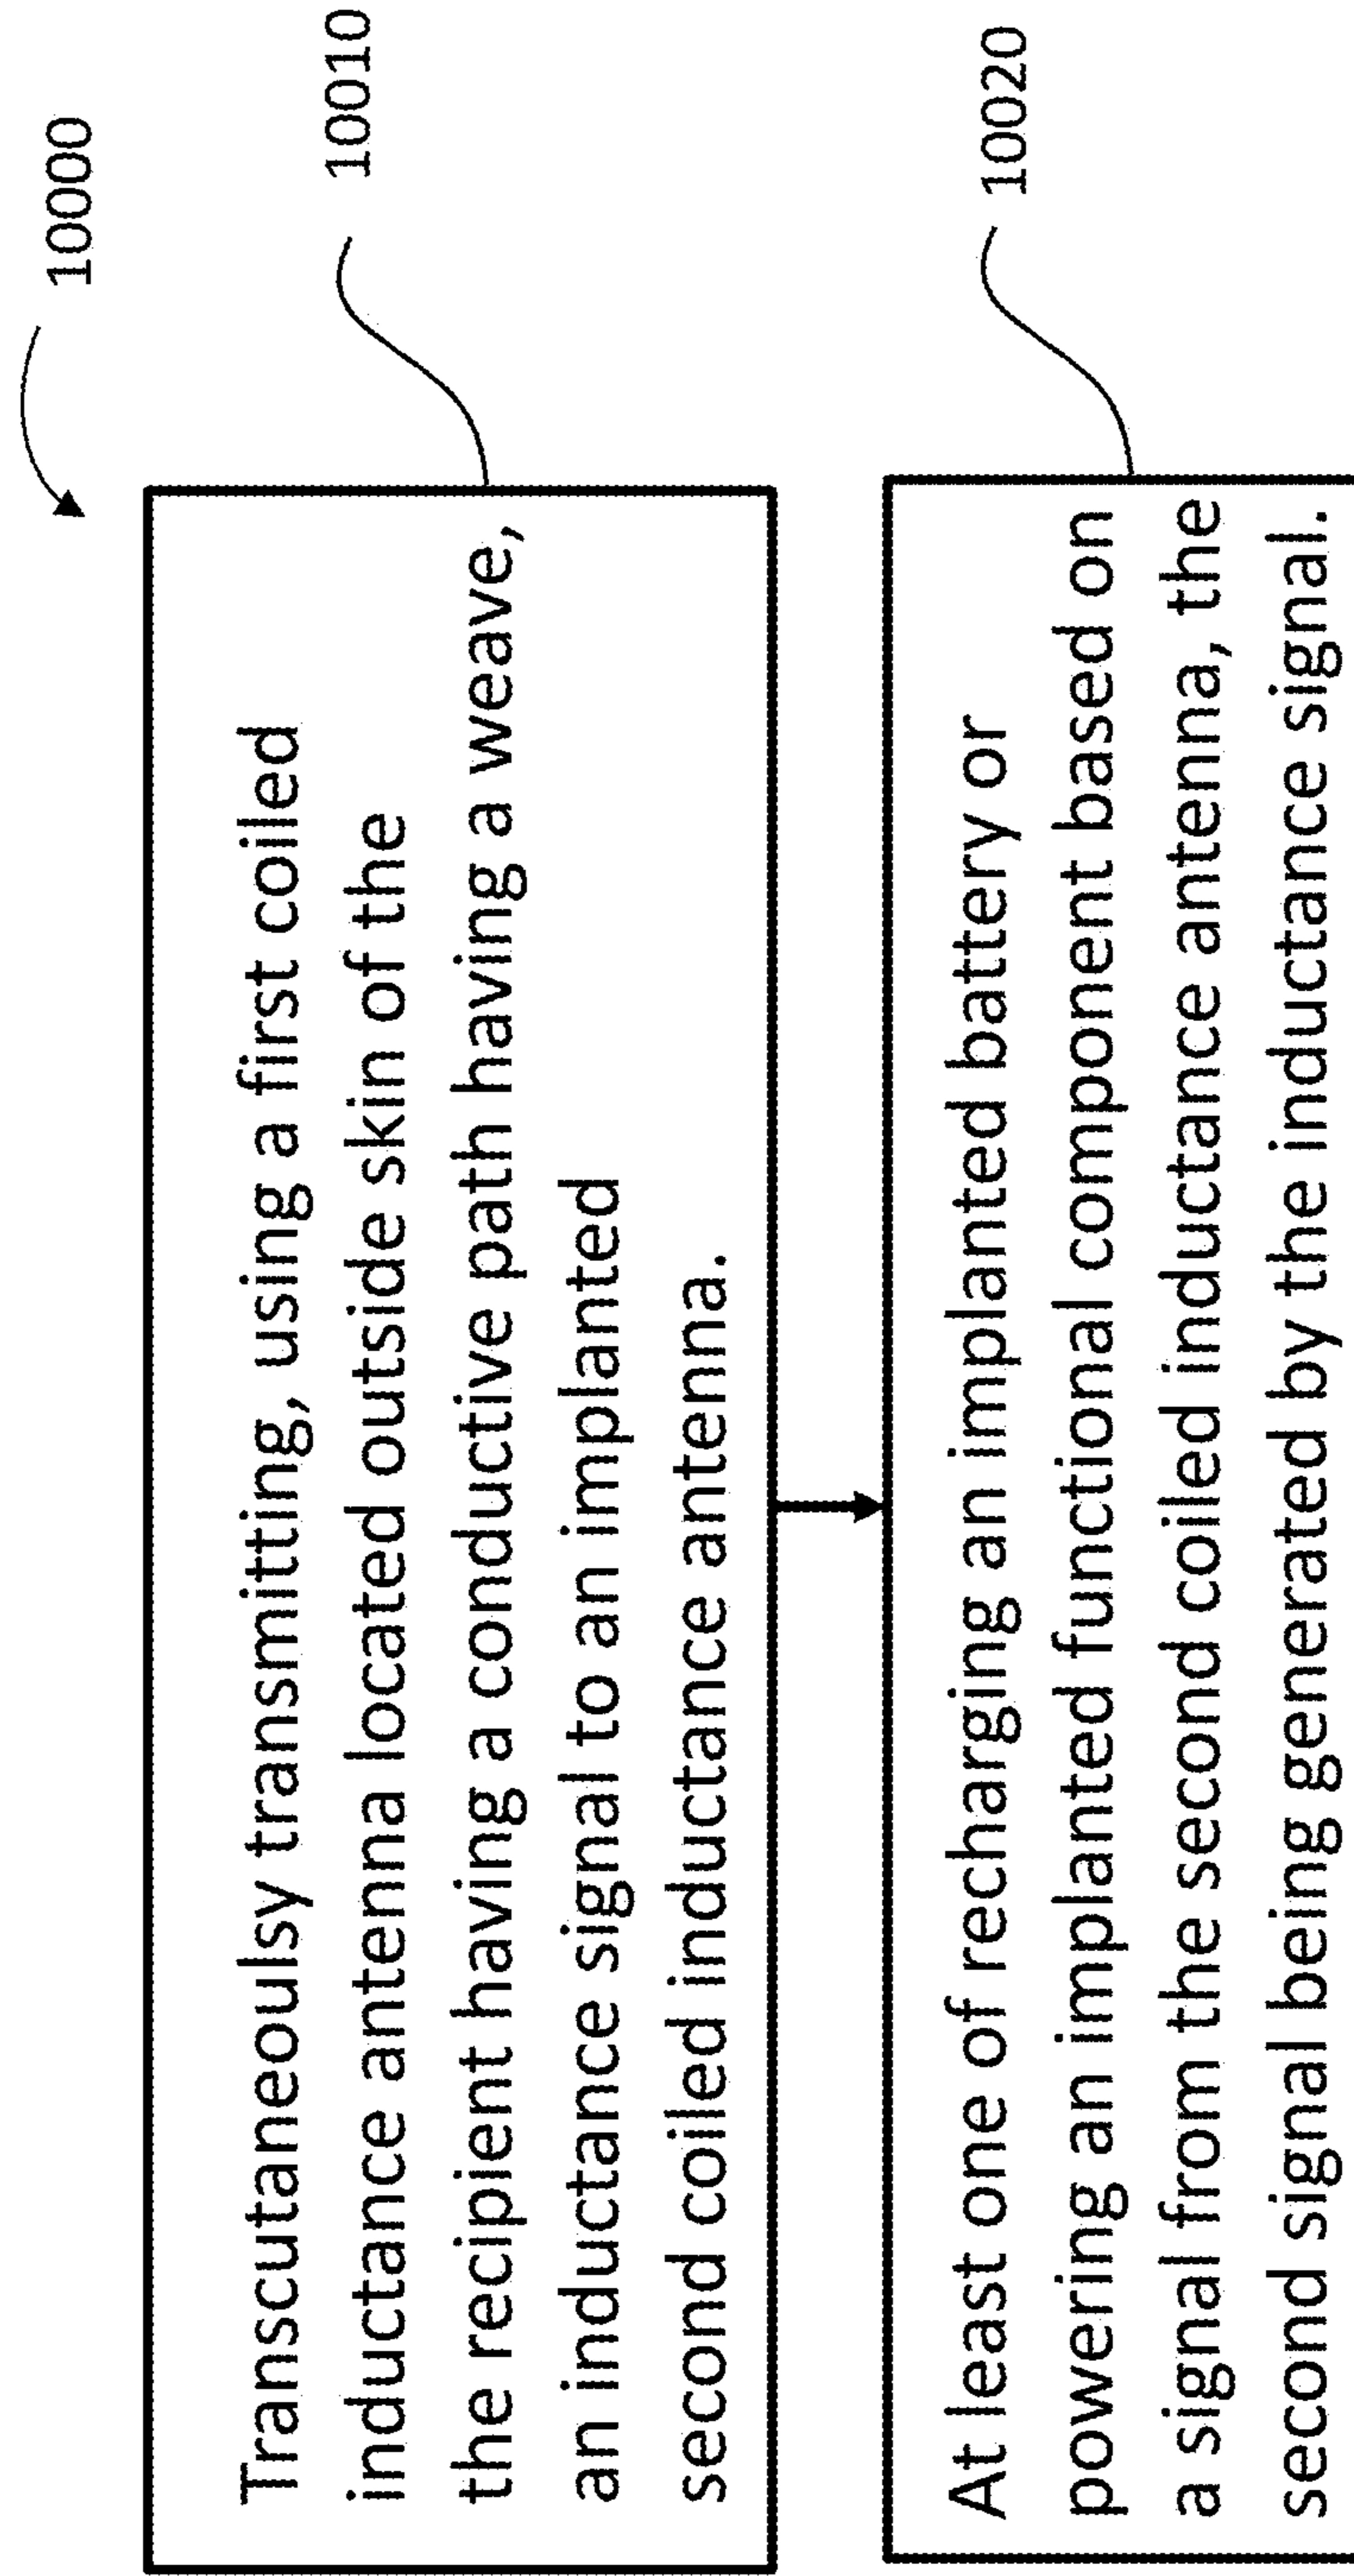 10000
10010
Transcutaneoulsy transmitting, using a first coiled
inductance antenna located outside skin of the
the recipient having a conductive path having a weave,
an inductance signal to an implanted
second coiled inductance antenna.
10020
At least one of recharging an implanted battery or
powering an implanted functional component based on
a signal from the second coiled inductance antenna, the
second signal being generated by the inductance signal.